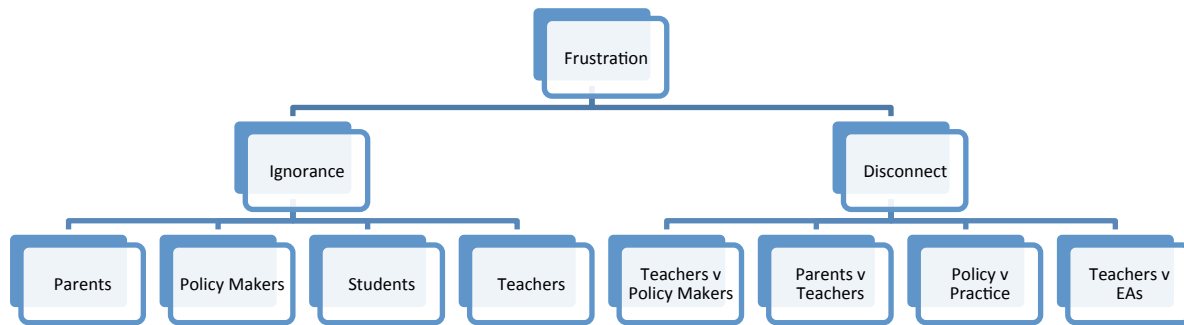 Frustration
Ignorance
Disconnect
Parents
Policy Makers
Students
Teachers
Teachers v
Policy Makers
Parents v
Teachers
Policy v
Practice
Teachers v
EAs